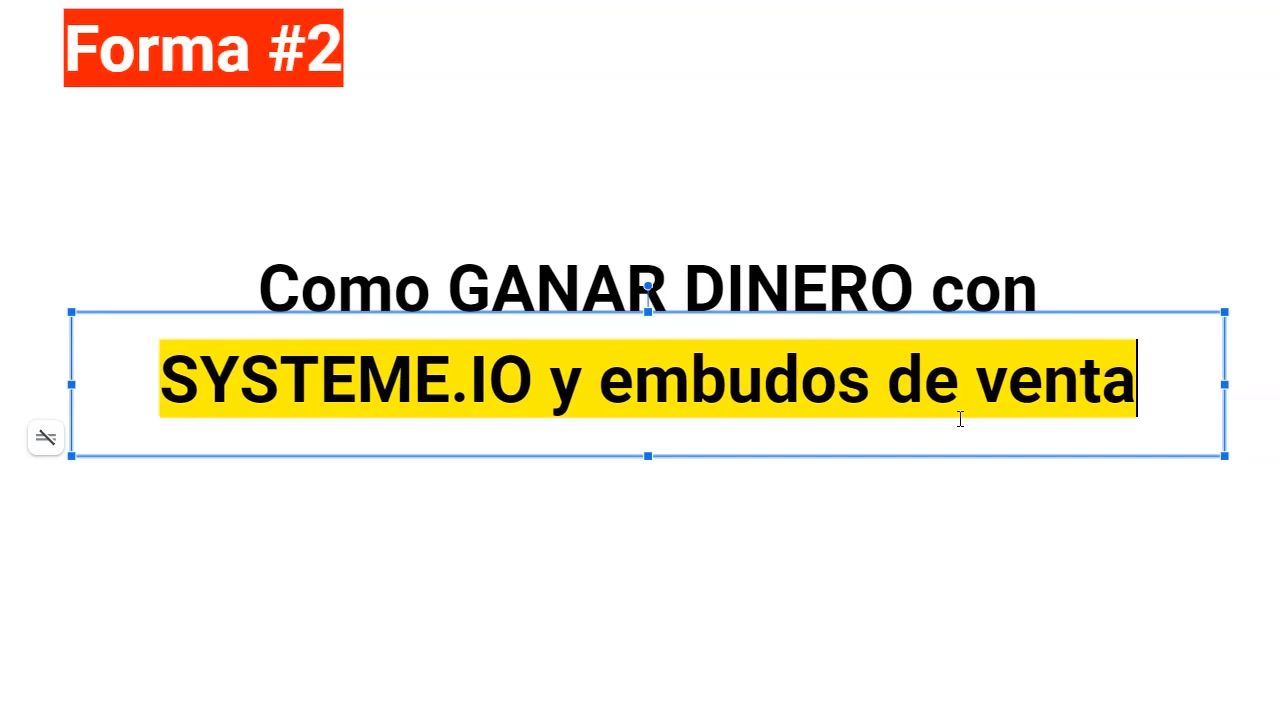 Forma #2
Como GANAR DINERO con
SYSTEME.IO y embudos de venta